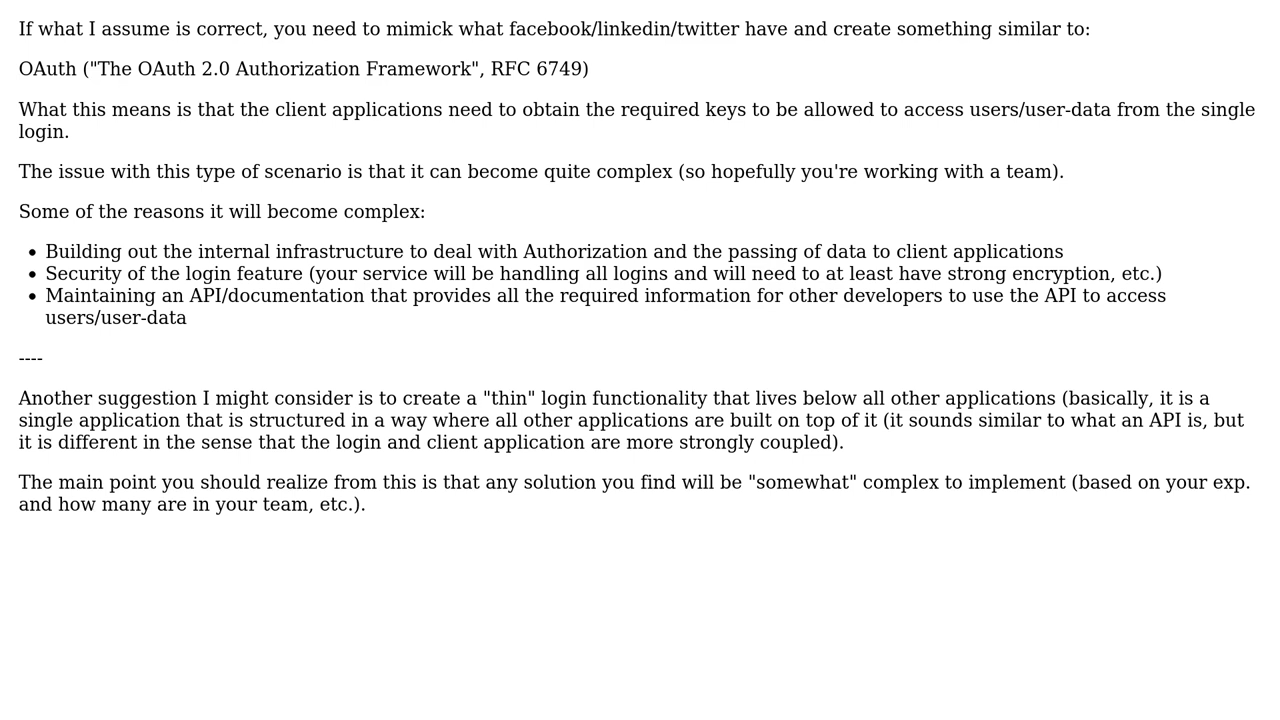 If what I assume is correct, you need to mimick what facebook/linkedin/twitter have and create something similar to:
OAuth ("The OAuth 2.0 Authorization Framework", RFC 6749)
What this means is that the client applications need to obtain the required keys to be allowed to access users/user-data from the single
login.
The issue with this type of scenario is that it can become quite complex (so hopefully you're working with a team).
Some of the reasons it will become complex:
• Building out the internal infrastructure to deal with Authorization and the passing of data to client applications
• Security of the login feature (your service will be handling all logins and will need to at least have strong encryption, etc.)
• Maintaining an API/documentation that provides all the required information for other developers to use the API to access
users/user-data
----
Another suggestion I might consider is to create a "thin" login functionality that lives below all other applications (basically, it is a
single application that is structured in a way where all other applications are built on top of it (it sounds similar to what an API is, but
it is different in the sense that the login and client application are more strongly coupled).
The main point you should realize from this is that any solution you find will be "somewhat" complex to implement (based on your exp.
and how many are in your team, etc.).